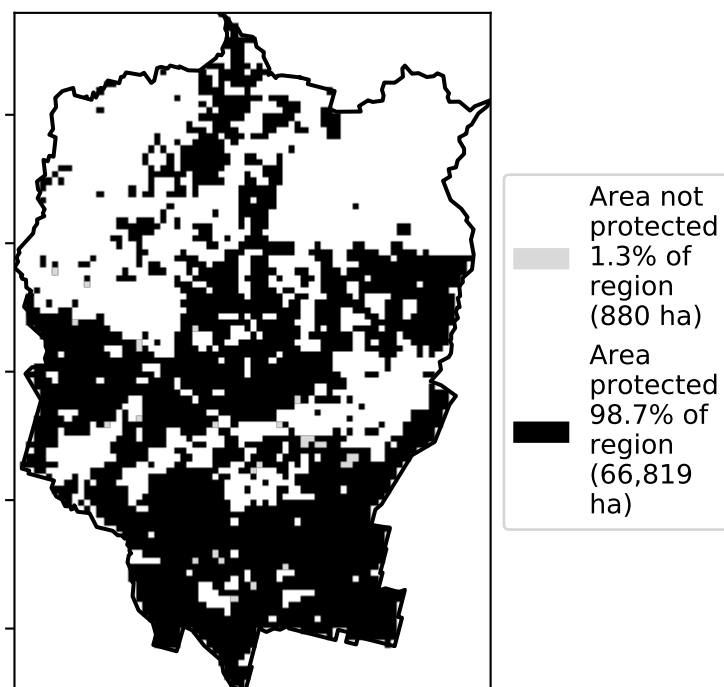 Area not
protected
1.3% of
region
(880 ha)
Area
protected
98.7% of
region
(66,819
ha)